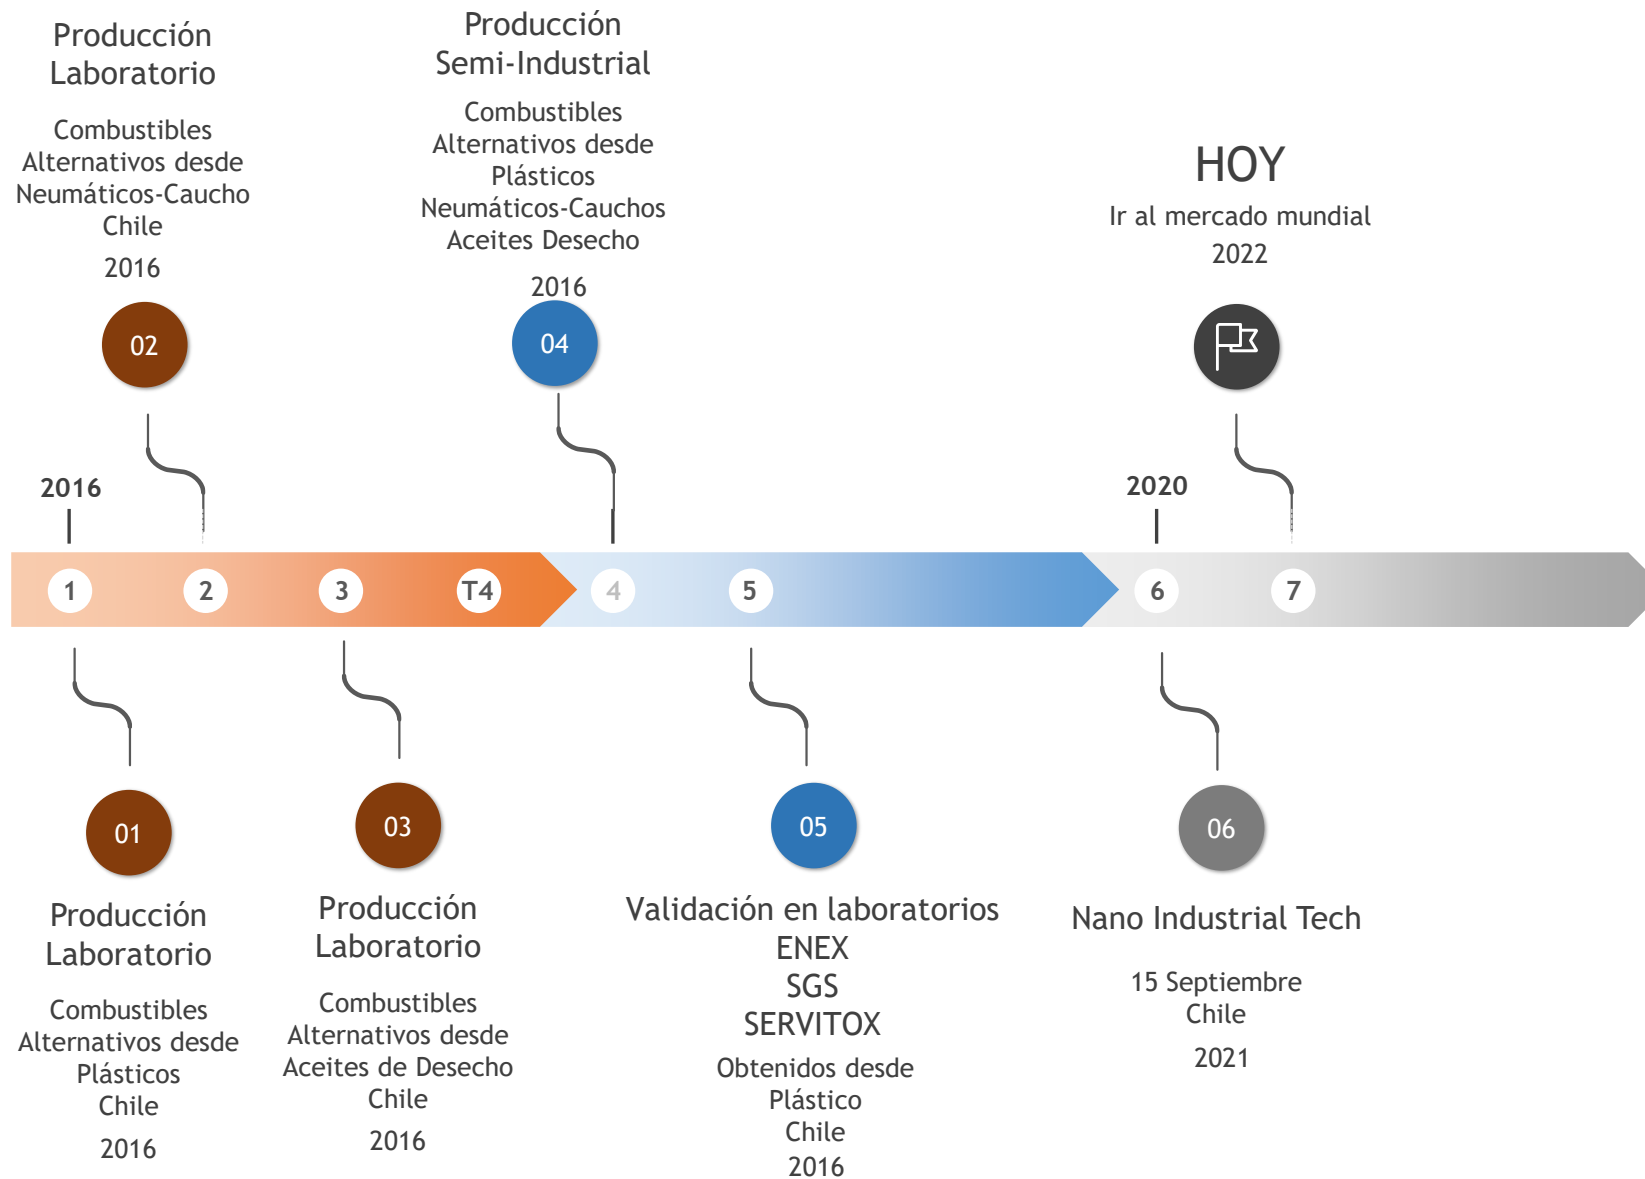 Producción
Laboratorio
Combustibles
Alternativos desde
Neumáticos-Caucho
Chile
2016
02
Producción
Semi-Industrial
Combustibles
Alternativos desde
Plásticos
Neumáticos-Cauchos
Aceites Desecho
2016
04
HOY
Ir al mercado mundial
2022
2016
2020
1
2
3
T4
4
5
6
7
01
Producción
Laboratorio
Combustibles
Alternativos desde
Plásticos
Chile
2016
03
Producción
Laboratorio
Combustibles
Alternativos desde
Aceites de Desecho
Chile
2016
05
Validación en laboratorios
ENEX
SGS
SERVITOX
Obtenidos desde
Plástico
Chile
2016
06
Nano Industrial Tech
15 Septiembre
Chile
2021